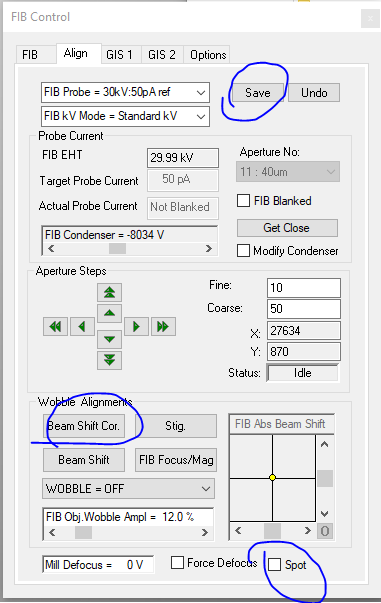 FIB Control
x
FIB Align GIS 1 GIS 2 Options
FIB Probe = 30kV:50pA ref
Save Undo
FIB kV Mode = Standard kV
Probe Current
FIB EHT 29.99 kV
Aperture No:
11 : 40um
Target Probe Current 50 pA
Actual Probe Current Not Blanked
FIB Blanked
Get Close
FIB Condenser = -8034 V
Modify Condenser
Aperture Steps
Fine: 10
Coarse: 50
X: 27634
Y: 870
Status: Idle
Wobble Alignments
Beam Shift Cor. Stig.
FIB Abs Beam Shift
Beam Shift FIB Focus/Mag
WOBBLE = OFF
FIB Obj.Wobble Ampl = 12.0 %
0
Mill Defocus = 0 V
Force Defocus
Spot